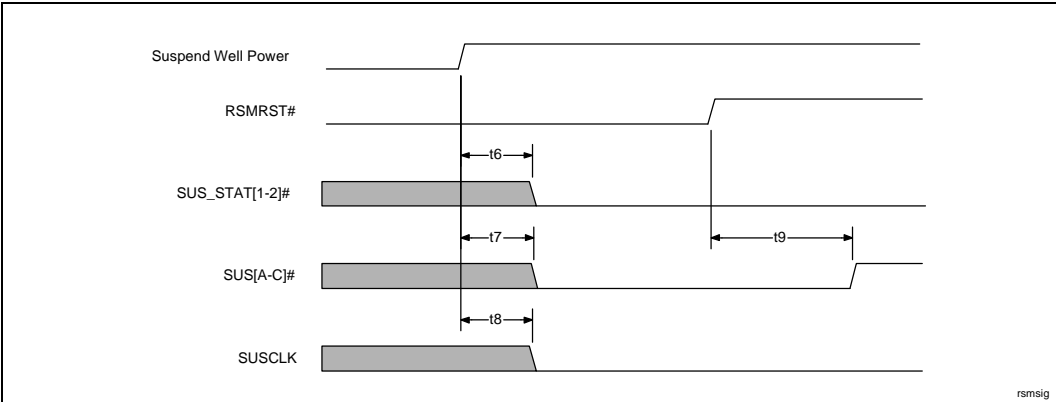 Suspend Well Power
RSMRST#
t6
SUS_STAT[1-2]#
t7
t9
SUS[A-C]#
t8
SUSCLK
rsmsig